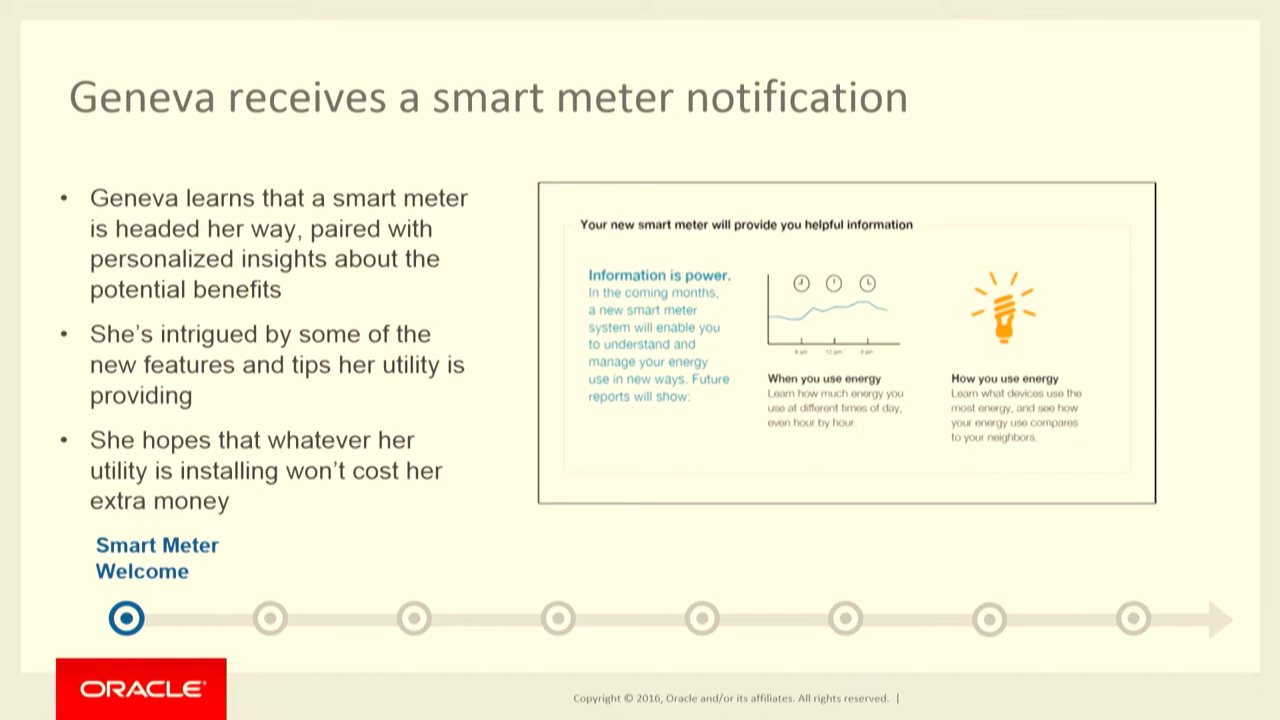 Geneva receives a smart meter notification
• Geneva learns that a smart meter
is headed her way, paired with
personalized insights about the
potential benefits
• She's intrigued by some of the
new features and tips her utility is
providing
• She hopes that whatever her
utility is installing won't cost her
extra money
Your new smart meter will provide you helpful information
Information is power.
In the coming months,
a new smart meter
system will enable you
to understand and
manage your energy
use in new ways. Future
reports will show:
12 pm
When you use energy
Learn how much energy you
use at different times of day,
even hour by hour.
How you use energy
Learn what devices use the
most energy, and see how
your energy use compares
to your neighbors.
Smart Meter
Welcome
ORACLE
Copyright © 2016, Oracle and/or its affiliates. All rights reserved. |